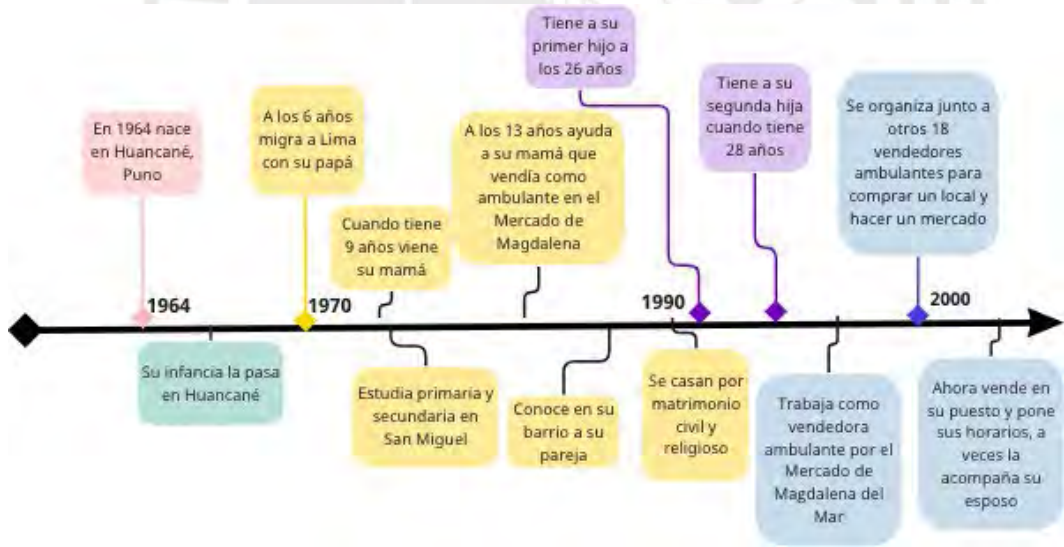 En 1964 nace
en Huancané,
Puno
A los 6 años
migra a Lima
con su papá
Cuando tiene
9 años viene
su mamá
A los 13 años ayuda
a su mamá que
vendía como
ambulante en el
Mercado de
Magdalena
Tiene a su
primer hijo a
los 26 años
Tiene a su
segunda hija
cuando tiene
28 años
Se organiza junto a
otros 18
vendedores
ambulantes para
comprar un local y
hacer un mercado
1964
1970
1990
2000
Su infancia la pasa
en Huancané
Estudia primaria y
secundaria en
San Miguel
Conoce en su
barrio a su
pareja
Se casan por
matrimonio
civil y
religioso
Trabaja como
vendedora
ambulante por el
Mercado de
Magdalena del
Mar
Ahora vende en
su puesto y pone
sus horarios, a
veces la
acompaña su
esposo